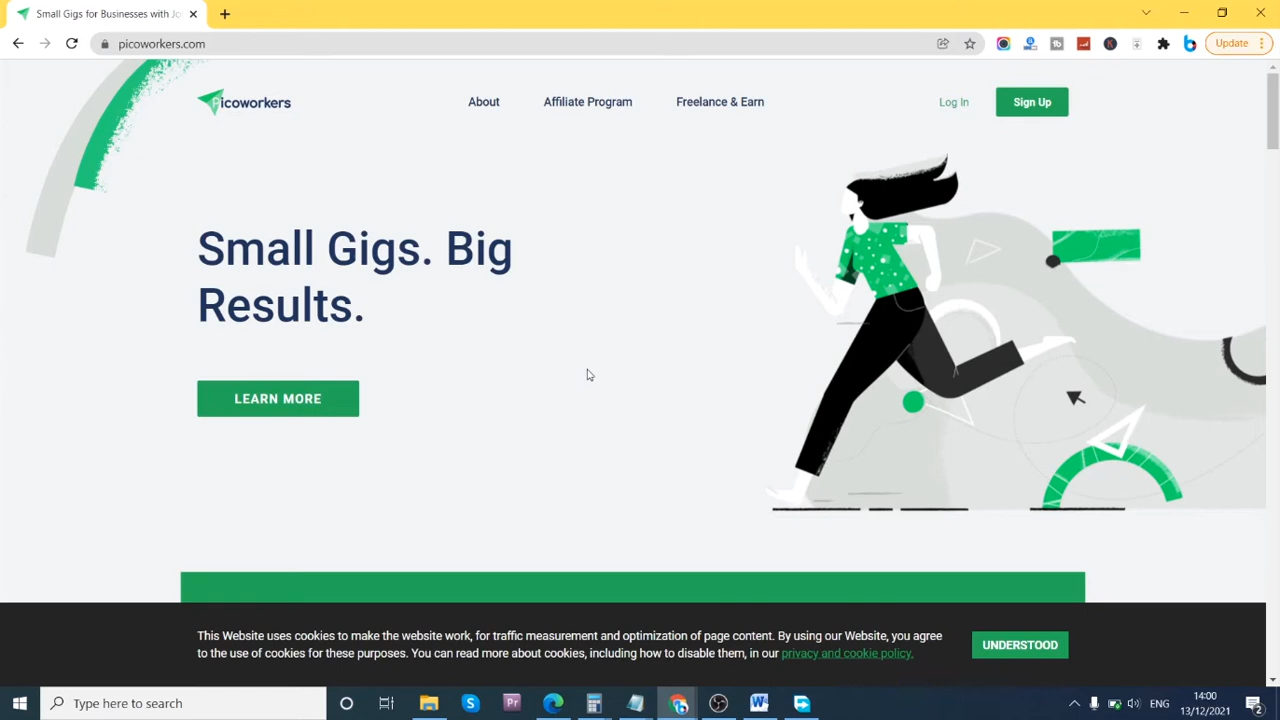 Small Gigs for Businesses with Jo
picoworkers.com
Update
Picoworkers
About
Affiliate Program
Freelance & Earn
Log In
Sign Up
Small Gigs. Big
Results.
LEARN MORE
This Website uses cookies to make the website work, for traffic measurement and optimization of page content. By using our Website, you agree
to the use of cookies for these purposes. You can read more about cookies, including how to disable them, in our privacy and cookie policy.
UNDERSTOOD
Type here to search
ENG
14:00
13/12/2021
2